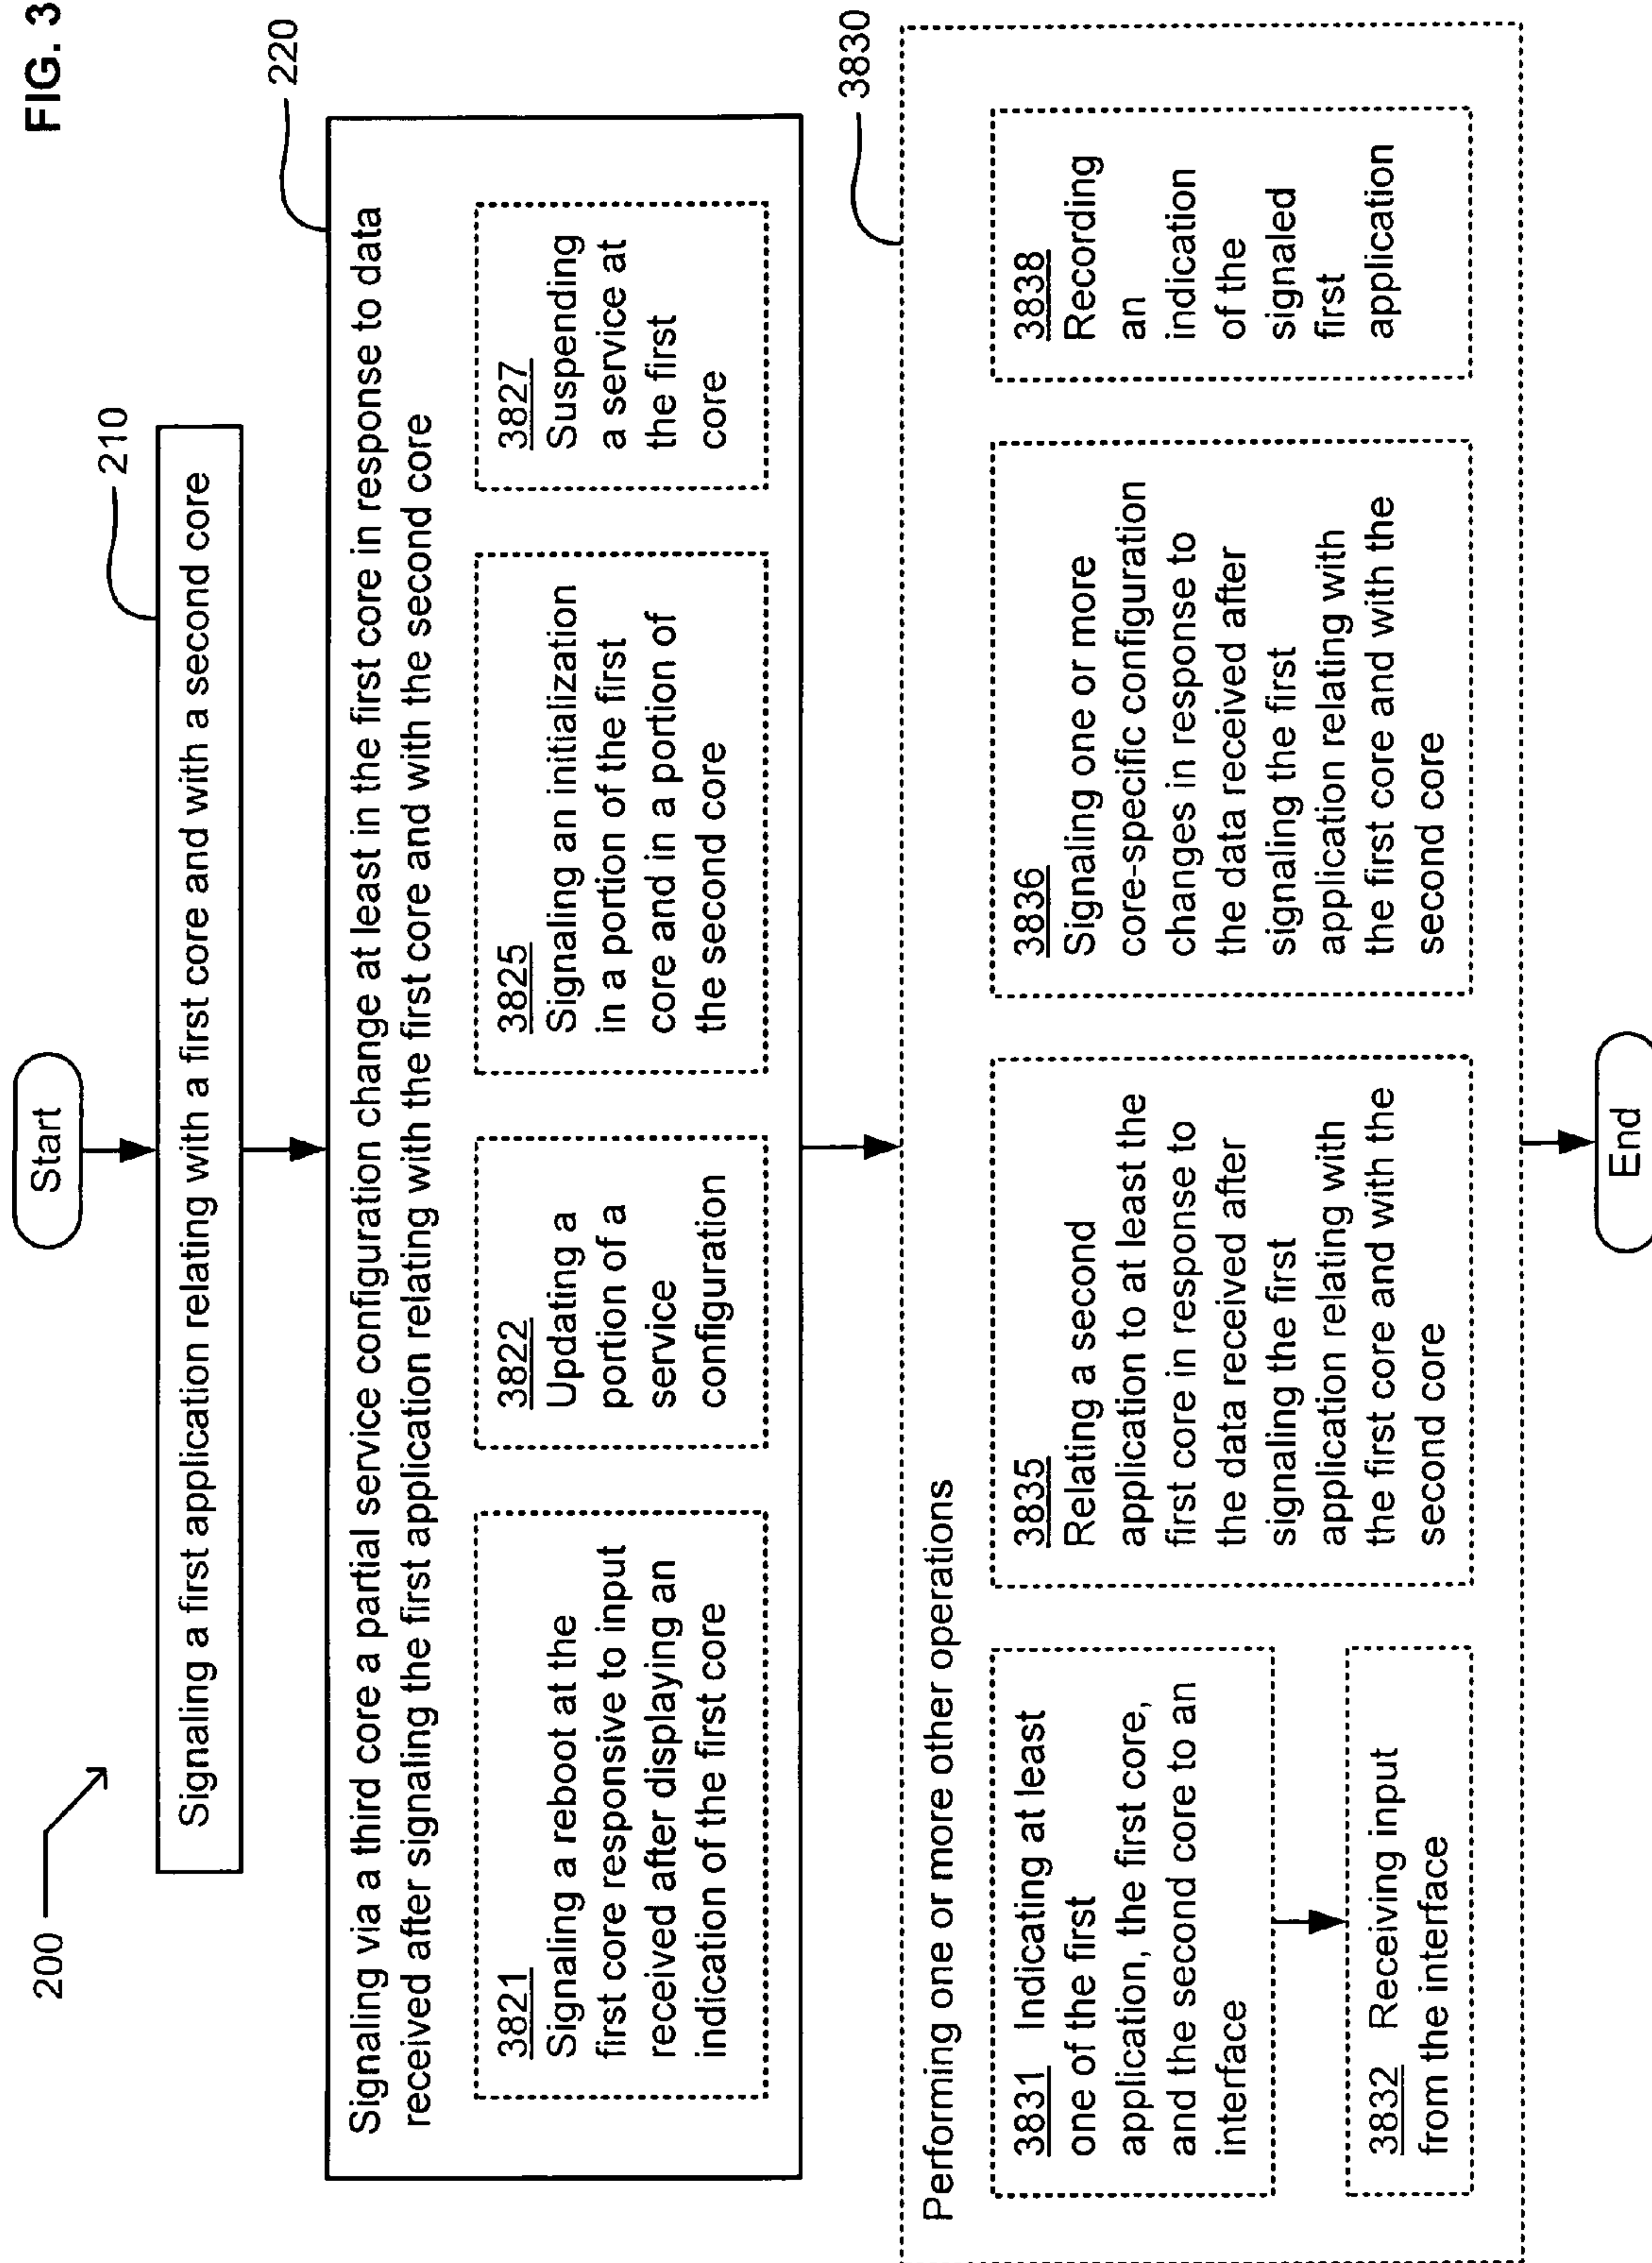 FIG. 3
200
Start
210
Signaling a first application relating with a first core and with a second core
220
Signaling via a third core a partial service configuration change at least in the first core in response to data
received after signaling the first application relating with the first core and with the second core
3821
Signaling a reboot at the
first core responsive to input
received after displaying an
indication of the first core
3822
Updating a
portion of a
service
configuration
3825
Signaling an initialization
in a portion of the first
core and in a portion of
the second core
3827
Suspending
a service at
the first
core
3830
Performing one or more other operations
3831 Indicating at least
one of the first
application, the first core,
and the second core to an
interface
3832 Receiving input
from the interface
3835
Relating a second
application to at least the
first core in response to
the data received after
signaling the first
application relating with
the first core and with the
second core
3836
Signaling one or more
core-specific configuration
changes in response to
the data received after
signaling the first
application relating with
the first core and with the
second core
3838
Recording
an
indication
of the
signaled
first
application
End